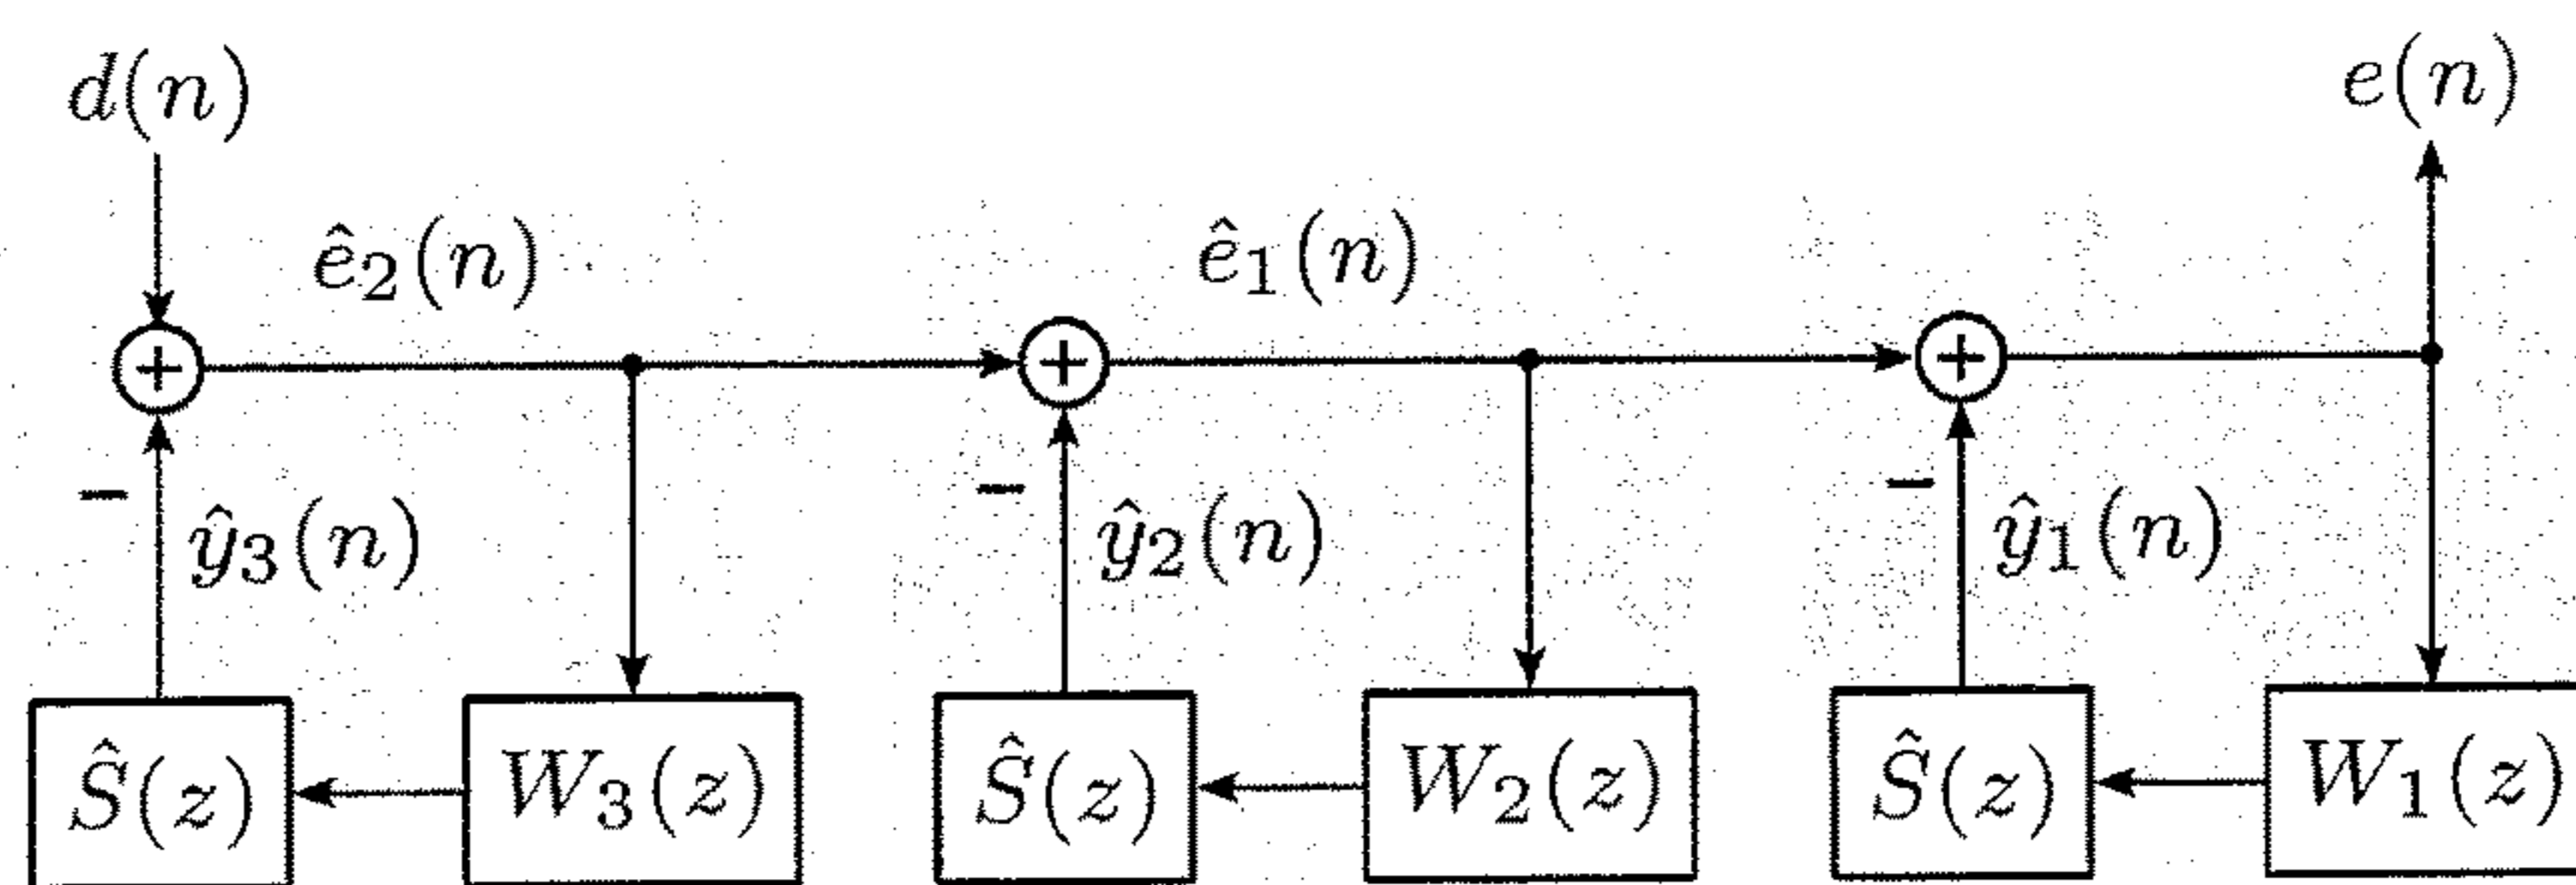 d(n) e(n)
ê₂(n) ê₁(n)
+ + +
− − −
ŷ₃(n) ŷ₂(n) ŷ₁(n)
Ŝ(z) W₃(z) Ŝ(z) W₂(z) Ŝ(z) W₁(z)